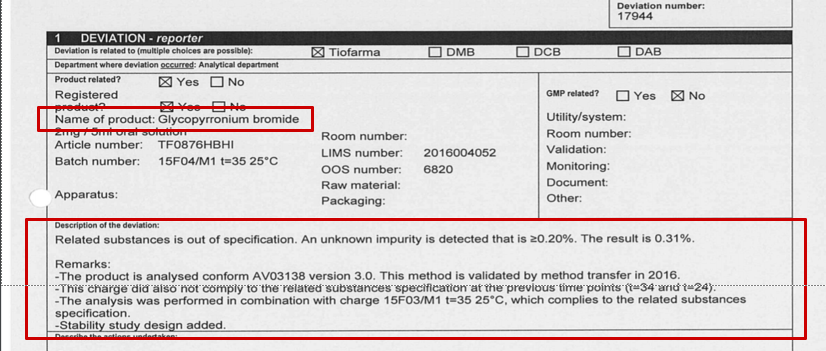 Deviation number:
17944
1 DEVIATION - reporter
Deviation is related to (multiple choices are possible): ☒ Tiofarma ☐ DMB ☐ DCB ☐ DAB
Department where deviation occurred: Analytical department
Product related? ☒ Yes ☐ No
Registered
product? ☒ Yes ☐ No
Name of product: Glycopyrronium bromide
2mg / 5ml oral solution
Article number: TF0876HBHI
Batch number: 15F04/M1 t=35 25°C
Apparatus:
Room number:
LIMS number: 2016004052
OOS number: 6820
Raw material:
Packaging:
GMP related? ☐ Yes ☒ No
Utility/system:
Room number:
Validation:
Monitoring:
Document:
Other:
Description of the deviation:
Related substances is out of specification. An unknown impurity is detected that is ≥0.20%. The result is 0.31%.
Remarks:
-The product is analysed conform AV03138 version 3.0. This method is validated by method transfer in 2016.
-This charge did also not comply to the related substances specification at the previous time points (t=34 and t=24).
-The analysis was performed in combination with charge 15F03/M1 t=35 25°C, which complies to the related substances
specification.
-Stability study design added.
Describe the actions undertaken: